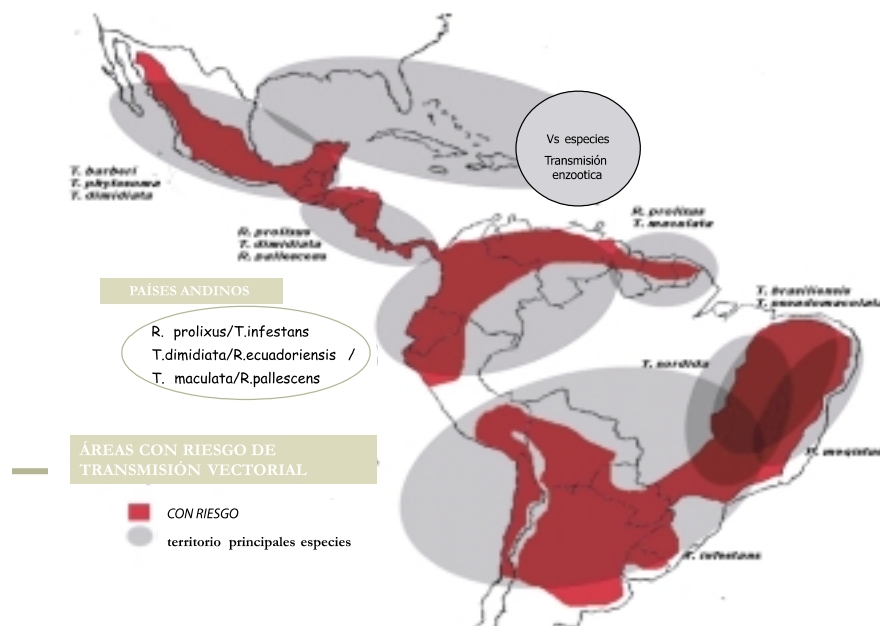 Vs especies
Transmisión
enzootica
T. barberi
T. phylosoma
T. dimidiata
R. prolixus
T. maculata
R. prolixus
T. dimidiata
R. pallescens
PAÍSES ANDINOS
T. brasiliensis
T. pseudomaculata
R. prolixus/T.infestans
T.dimidiata/R.ecuadoriensis /
T. maculata/R.pallescens
T. sordida
ÁREAS CON RIESGO DE
TRANSMISIÓN VECTORIAL
CON RIESGO
territorio principales especies
T. infestans